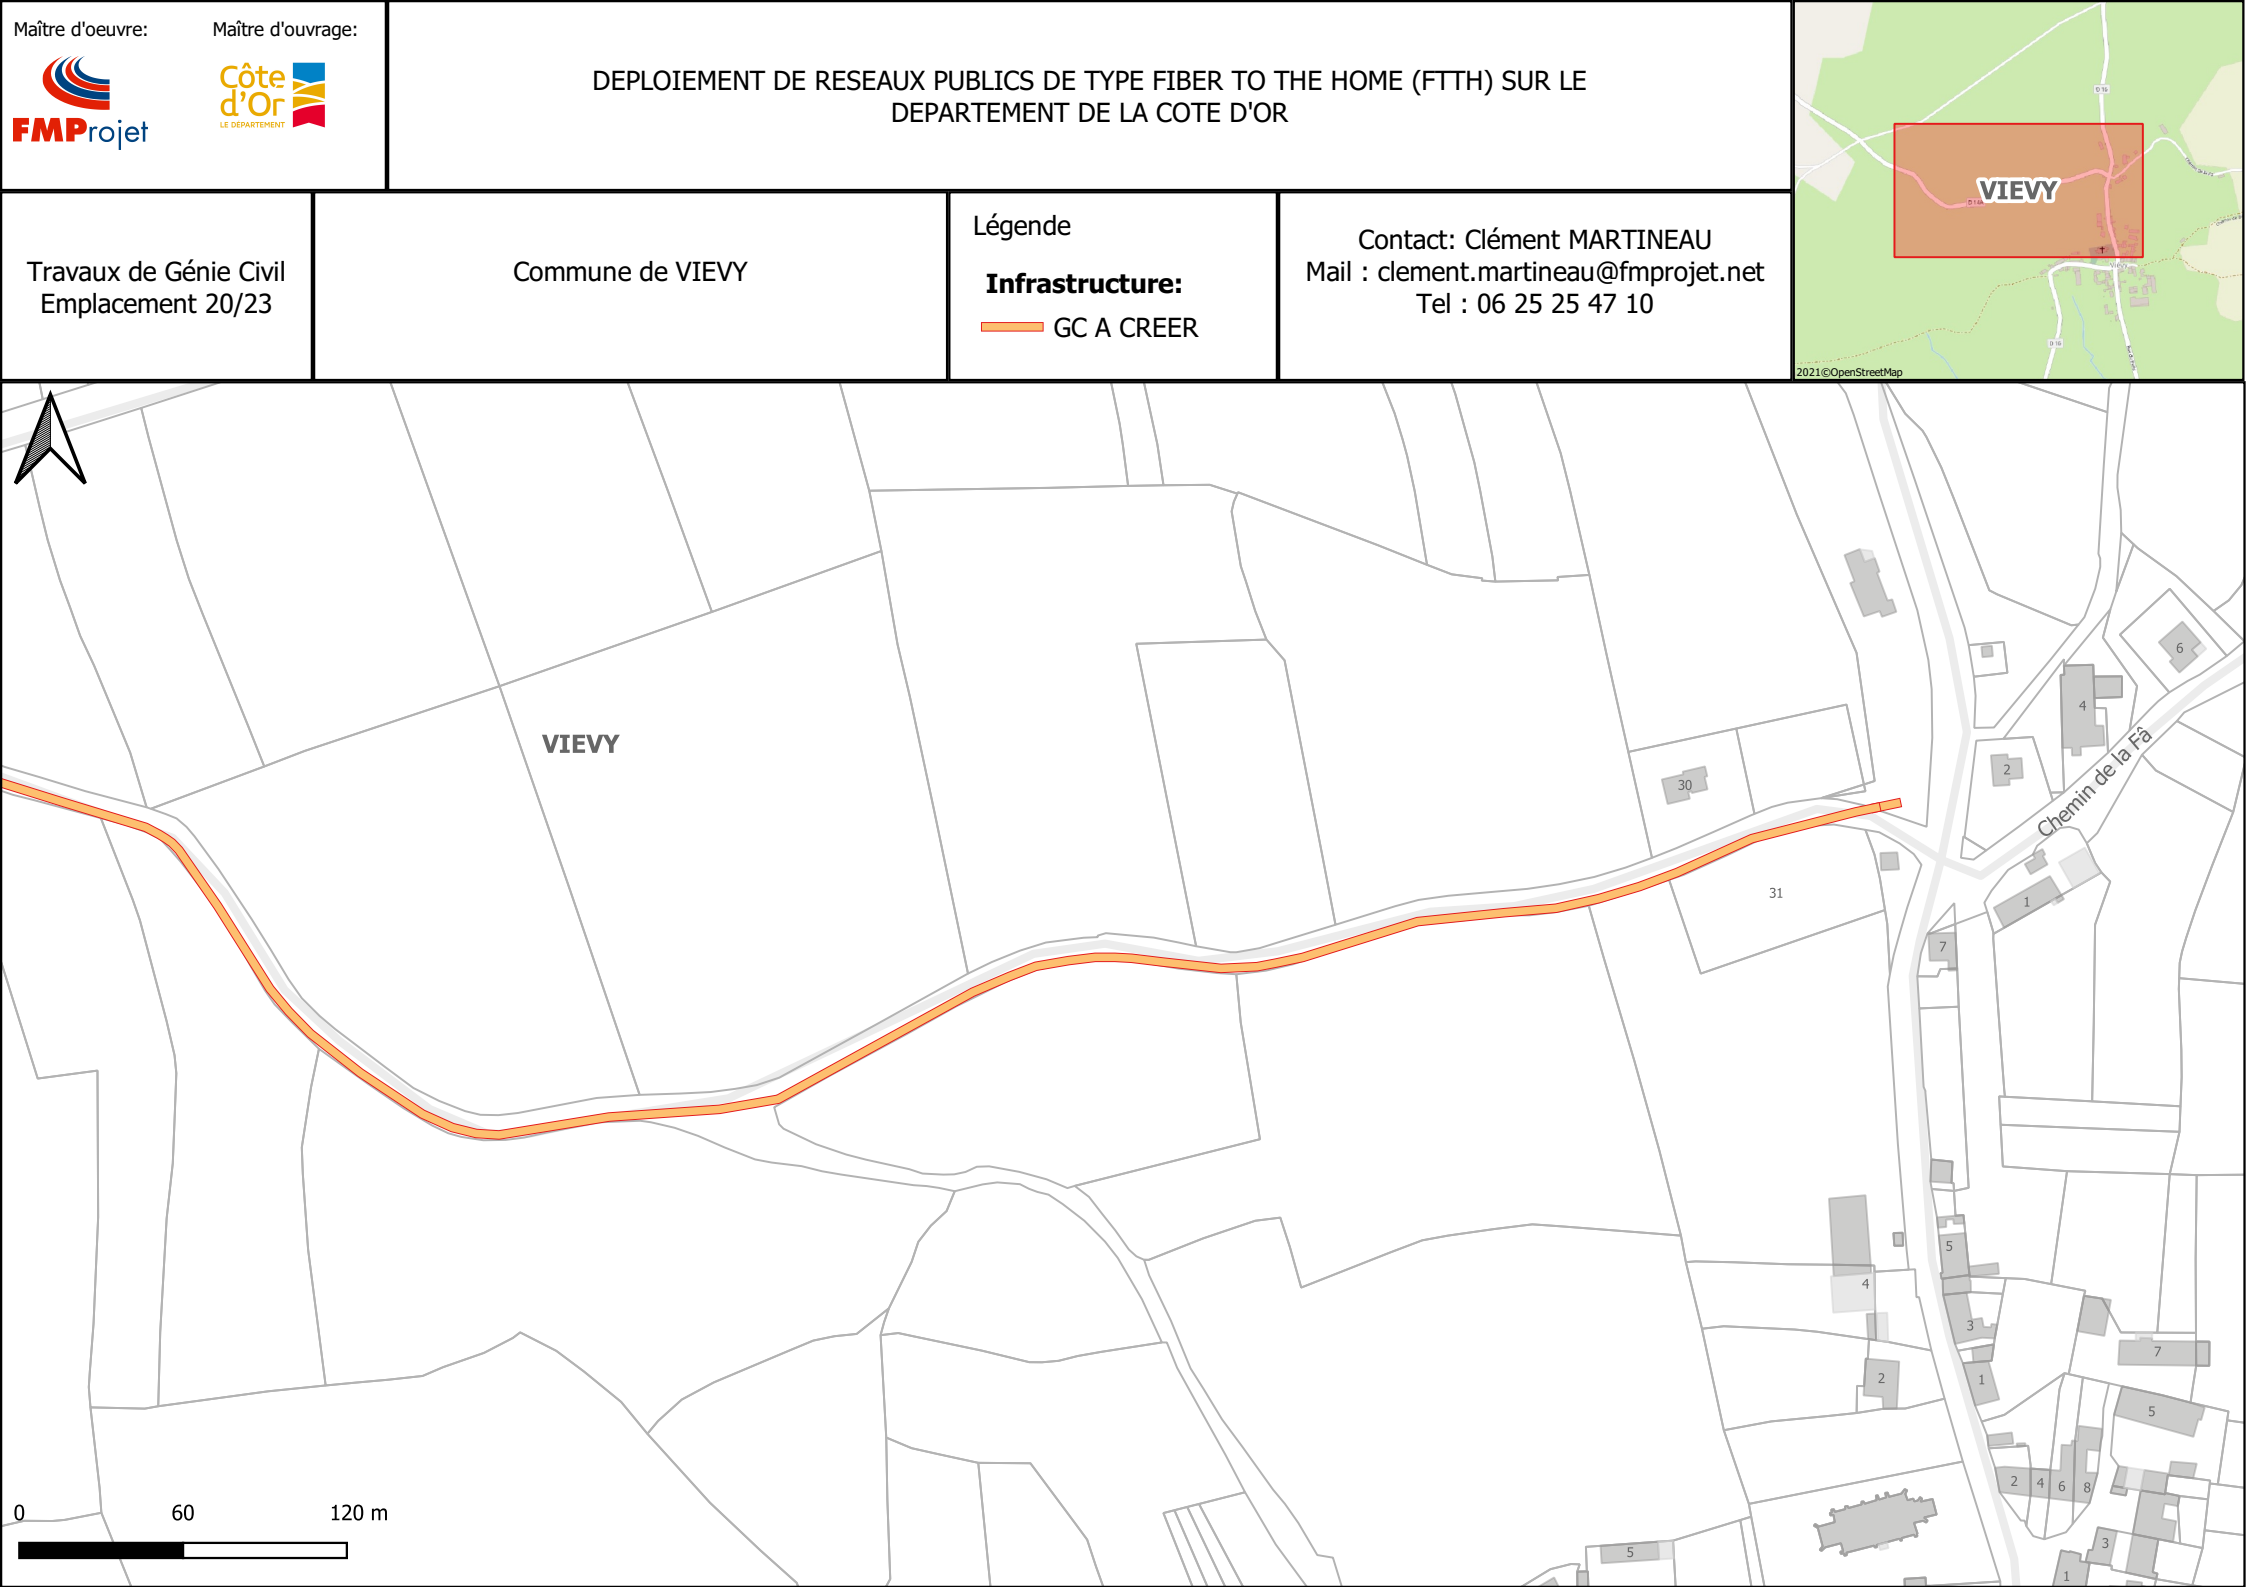 Maître d'oeuvre:
Maître d'ouvrage:
FMProjet
Côte
d'Or
LE DÉPARTEMENT
DEPLOIEMENT DE RESEAUX PUBLICS DE TYPE FIBER TO THE HOME (FTTH) SUR LE
DEPARTEMENT DE LA COTE D'OR
Travaux de Génie Civil
Emplacement 20/23
Commune de VIEVY
Légende
Infrastructure:
GC A CREER
Contact: Clément MARTINEAU
Mail : clement.martineau@fmprojet.net
Tel : 06 25 25 47 10
D 16
VIEVY
D 14A
VIÉVY
D 16
2021©OpenStreetMap
6
4
VIEVY
2
Chemin de la Fâ
30
31
1
7
5
4
3
7
2
1
5
2
4
6
8
0
60
120 m
3
5
1